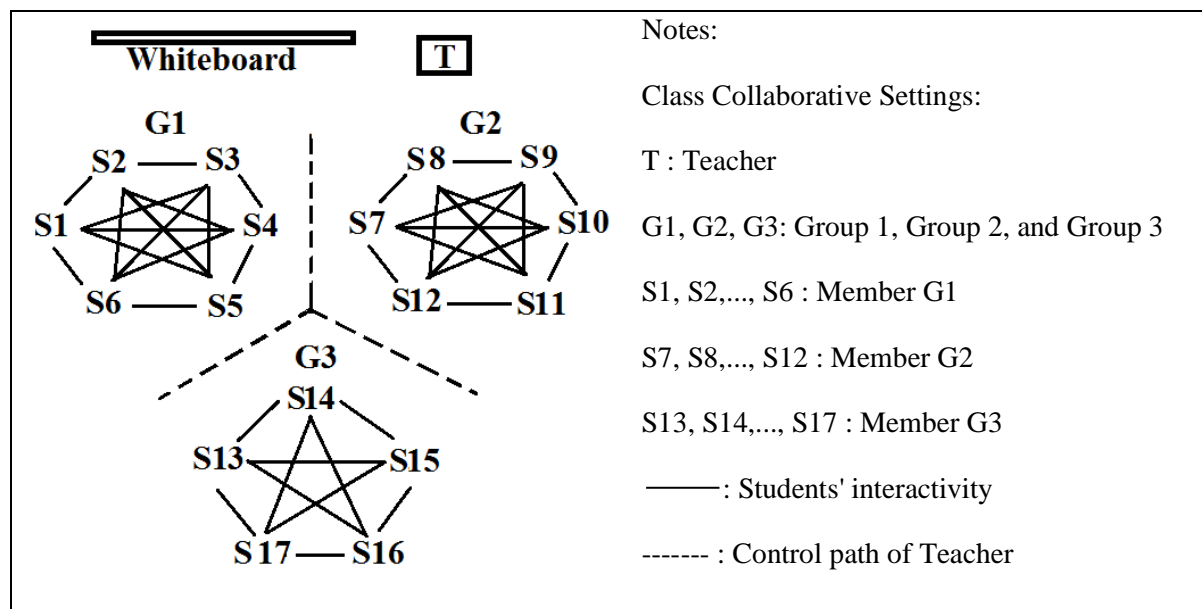 Whiteboard
T
G1
G2
S2 S3
S8 S9
S1 S4
S7 S10
S6 S5
S12 S11
G3
S14
S13 S15
S17 S16
Notes:
Class Collaborative Settings:
T : Teacher
G1, G2, G3: Group 1, Group 2, and Group 3
S1, S2,..., S6 : Member G1
S7, S8,..., S12 : Member G2
S13, S14,..., S17 : Member G3
: Students' interactivity
------- : Control path of Teacher